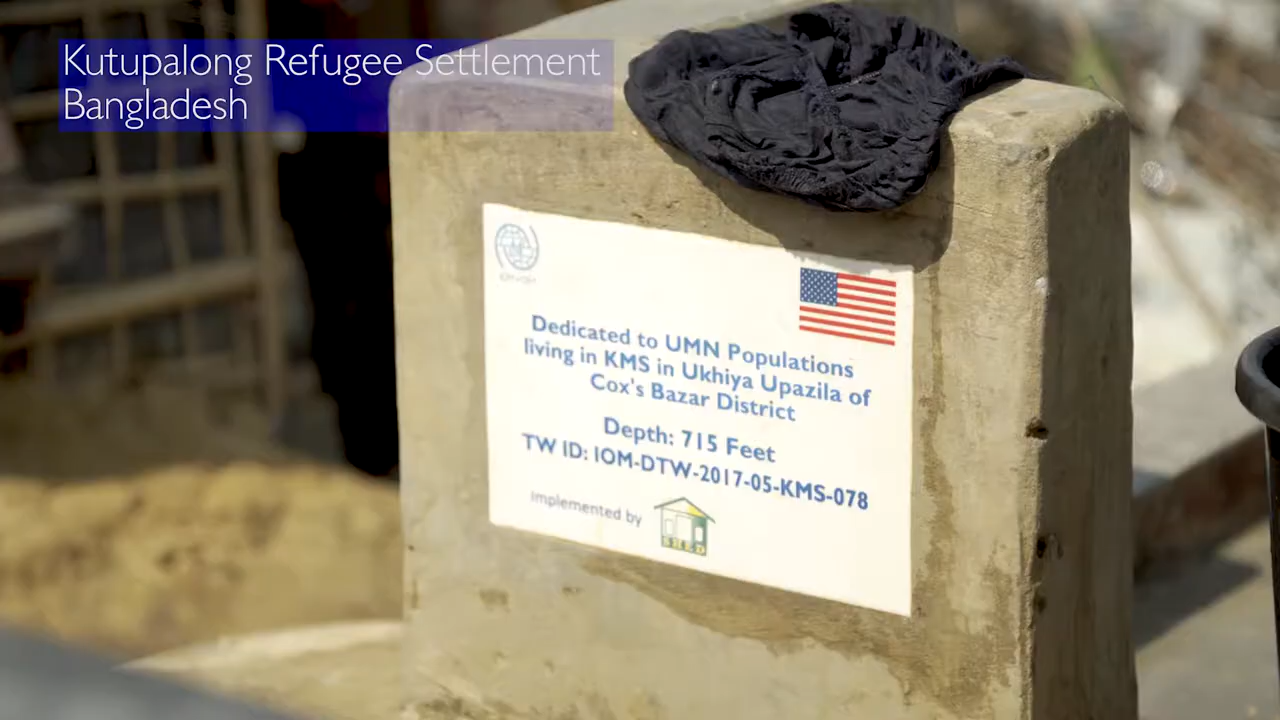 Kutupalong Refugee Settlement
Bangladesh
Dedicated to UMN Populations
living in KMS in Ukhiya Upazila of
Cox's Bazar District
Depth: 715 Feet
TW ID: IOM-DTW-2017-05-KMS-078
Implemented by
SHED